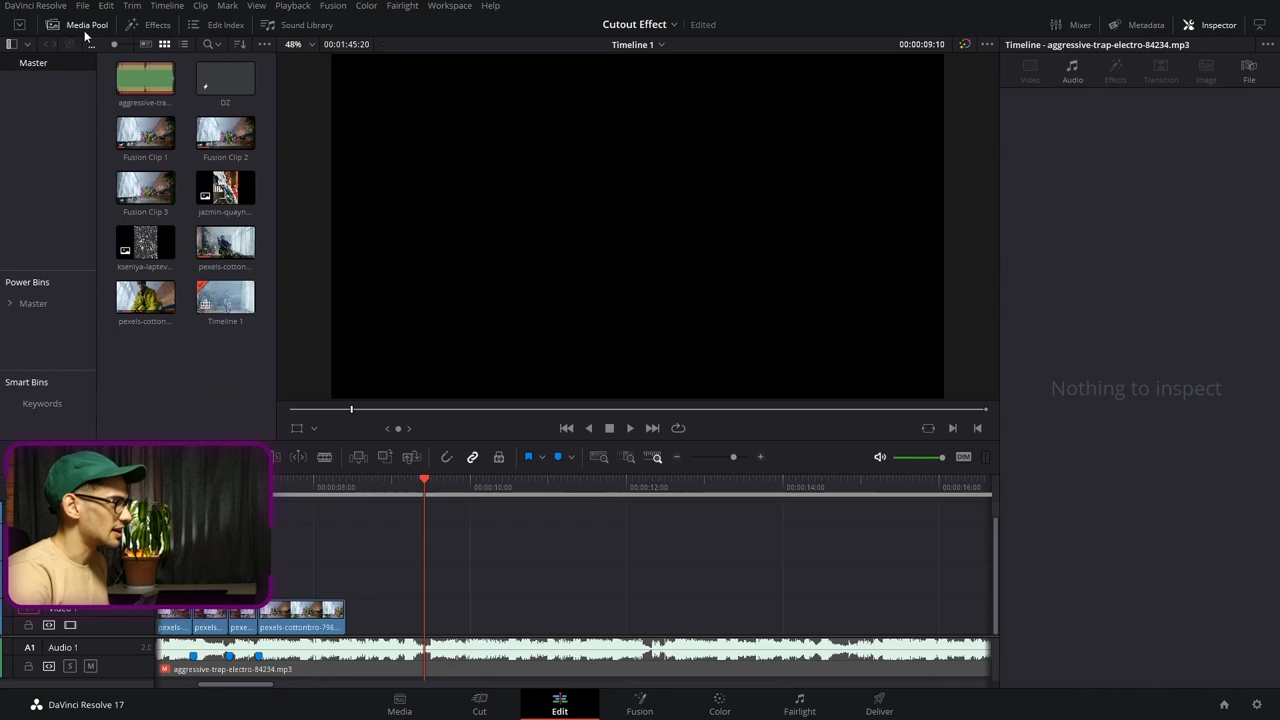 DaVinci Resolve File Edit Trim Timeline Clip Mark View Playback Fusion Color Fairlight Workspace Help
Media Pool Effects Edit Index Sound Library Cutout Effect Edited Mixer Metadata Inspector
48% 00:01:45:20 Timeline 1 00:00:09:10 Timeline - aggressive-trap-electro-84234.mp3
Master
Video Audio Effects Transition Image File
aggressive-tra... DZ
Fusion Clip 1 Fusion Clip 2
Fusion Clip 3 jazmin-quayn...
kseniya-laptev... pexels-cotton...
Power Bins
Master
pexels-cotton... Timeline 1
Smart Bins
Keywords
Nothing to inspect
DIM
00:00:08:00 00:00:10:00 00:00:12:00 00:00:14:00 00:00:16:00
pexels-... pexels... pexe... pexels-cottonbro-796...
A1 Audio 1 2.0
S M
aggressive-trap-electro-84234.mp3
DaVinci Resolve 17 Media Cut Edit Fusion Color Fairlight Deliver